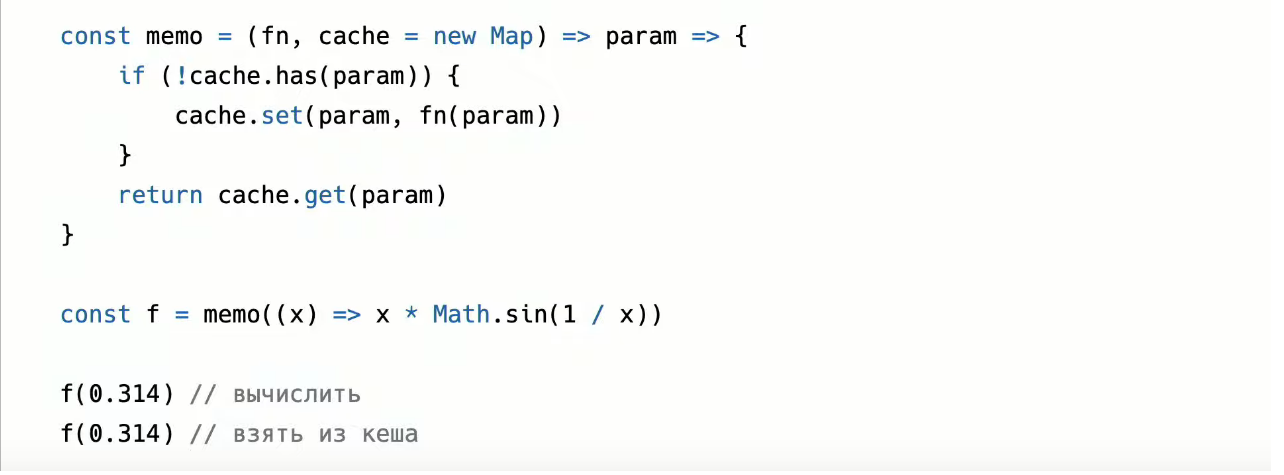 const memo = (fn, cache = new Map) => param => {
    if (!cache.has(param)) {
        cache.set(param, fn(param))
    }
    return cache.get(param)
}
const f = memo((x) => x * Math.sin(1 / x))
f(0.314) // вычислить
f(0.314) // взять из кеша